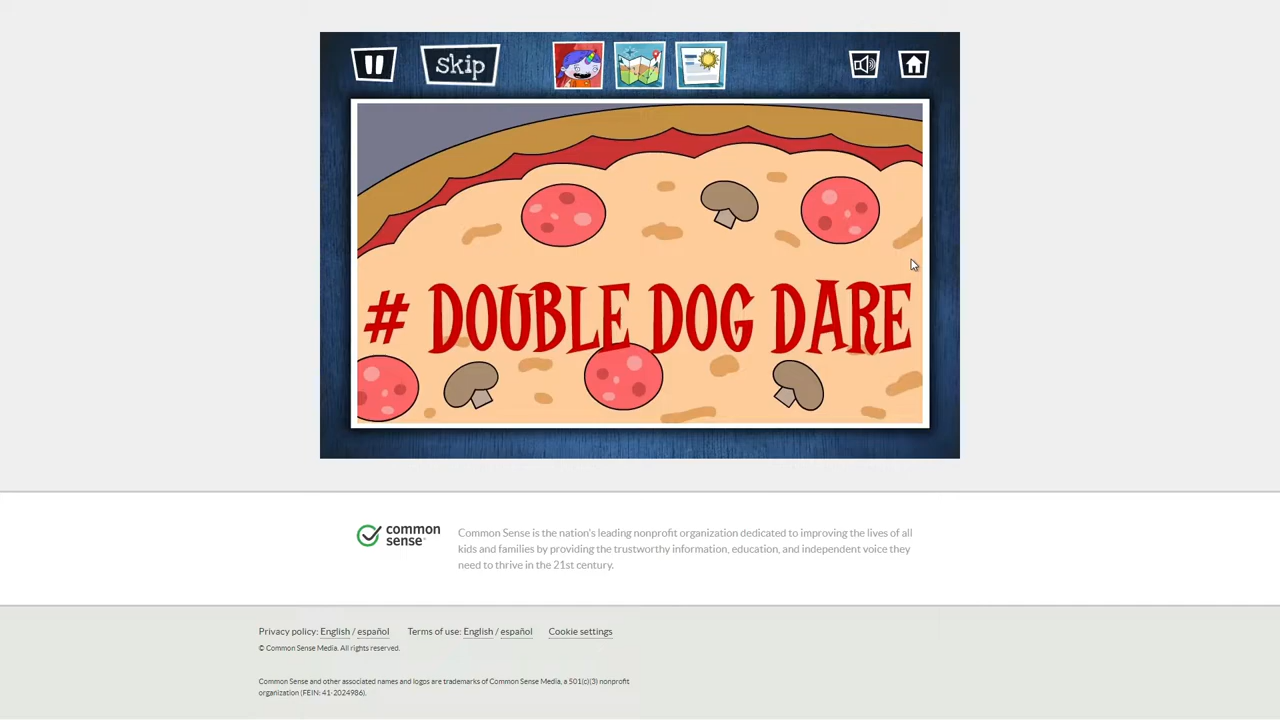 skip
# DOUBLE DOG DARE
common
sense
Common Sense is the nation's leading nonprofit organization dedicated to improving the lives of all
kids and families by providing the trustworthy information, education, and independent voice they
need to thrive in the 21st century.
Privacy policy: English / español Terms of use: English / español Cookie settings
© Common Sense Media. All rights reserved.
Common Sense and other associated names and logos are trademarks of Common Sense Media, a 501(c)(3) nonprofit
organization (FEIN: 41-2024986).